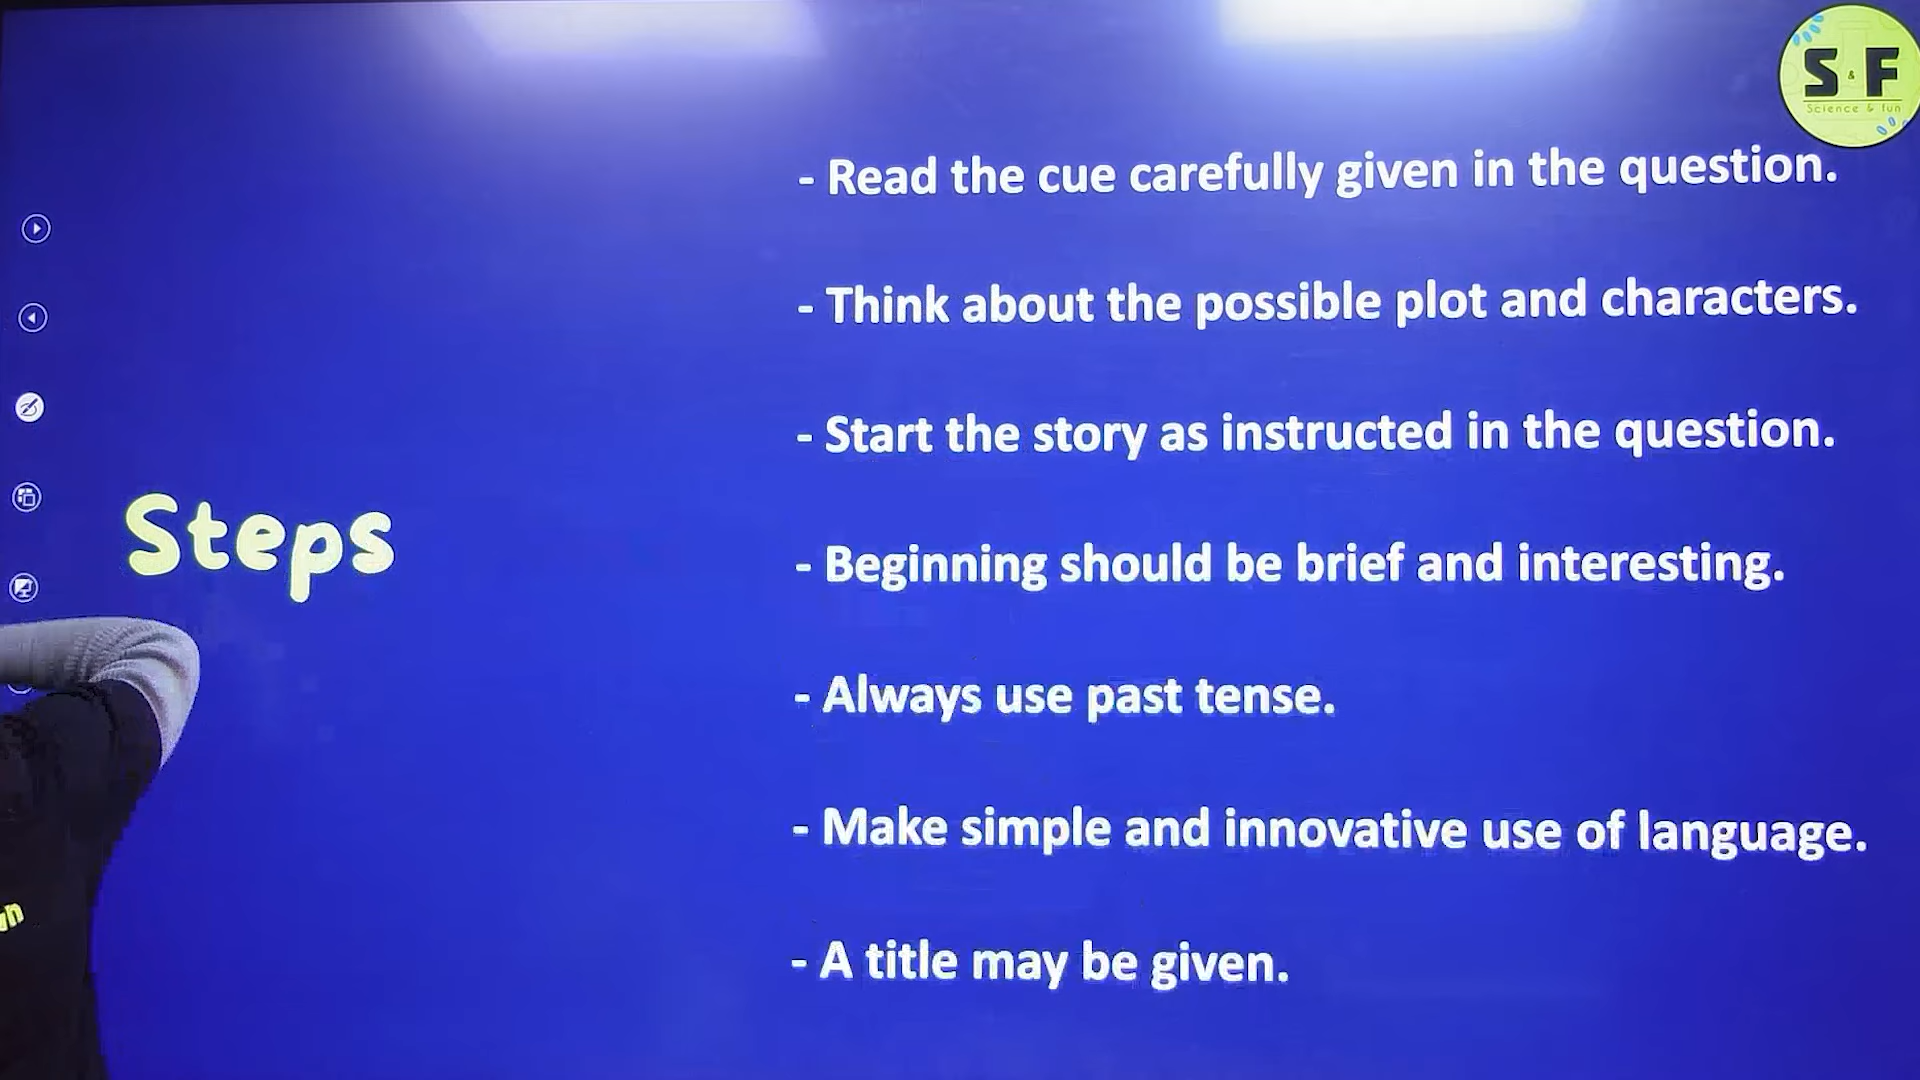 S & F
Science & fun
- Read the cue carefully given in the question.
- Think about the possible plot and characters.
- Start the story as instructed in the question.
Steps
- Beginning should be brief and interesting.
- Always use past tense.
- Make simple and innovative use of language.
- A title may be given.